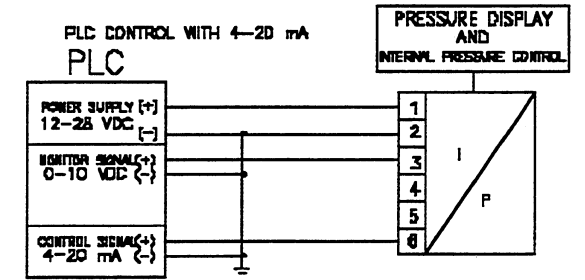 PLC CONTROL WITH 4-20 mA
PLC
PRESSURE DISPLAY
AND
INTERNAL PRESSURE CONTROL
POWER SUPPLY (+)
12-28 VDC (-)
MONITOR SIGNAL(+)
0-10 VDC (-)
CONTROL SIGNAL(+)
4-20 mA (-)
1
2
3
4
5
6
I
P